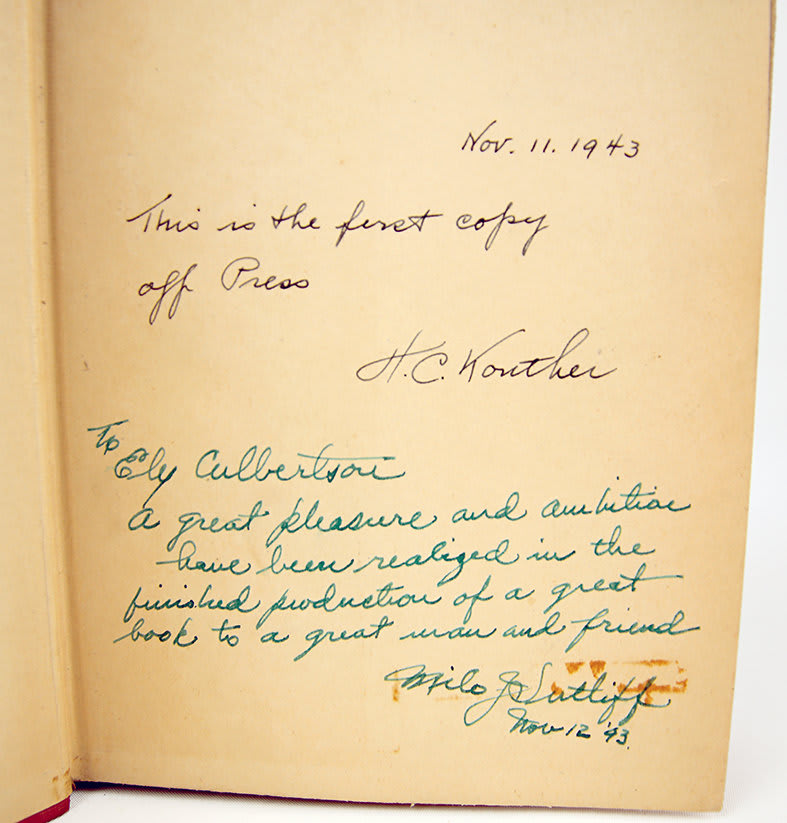 Nov. 11. 1943
This is the first copy
off Press
H.C. Kouther
To
Ely Culbertson
a great pleasure and ambition
have been realized in the
finished production of a great
book to a great man and friend
Milo J Sutliff
Nov 12 '43.